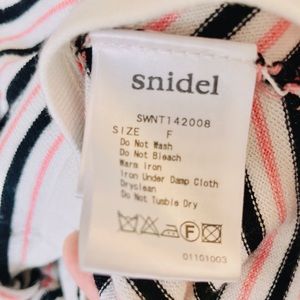 snidel
SWNT142008
SIZE F
Do Not Wash
Do Not Bleach
Warm Iron
Iron Under Damp Cloth
Dryclean
Do Not Tumble Dry
F
01101003